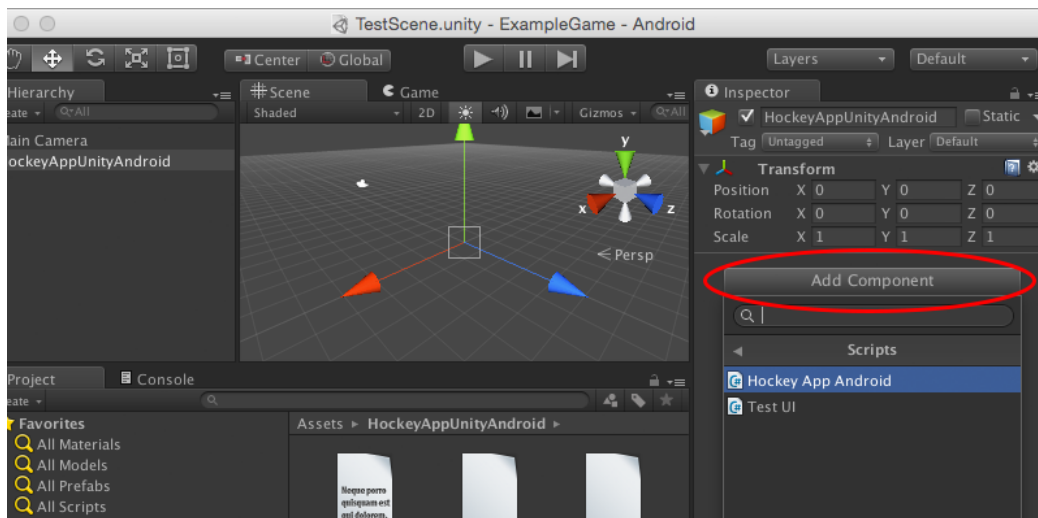 TestScene.unity - ExampleGame - Android
Center Global
Layers Default
Hierarchy
eate All
Main Camera
ockeyAppUnityAndroid
Scene Game
Shaded 2D Gizmos All
y
x z
Persp
Inspector
HockeyAppUnityAndroid Static
Tag Untagged Layer Default
Transform
Position X 0 Y 0 Z 0
Rotation X 0 Y 0 Z 0
Scale X 1 Y 1 Z 1
Add Component
Scripts
Hockey App Android
Test UI
Project Console
eate
Favorites
All Materials
All Models
All Prefabs
All Scripts
Assets HockeyAppUnityAndroid
Neque porro
quisquam est
qui dolorem,
C#
C#